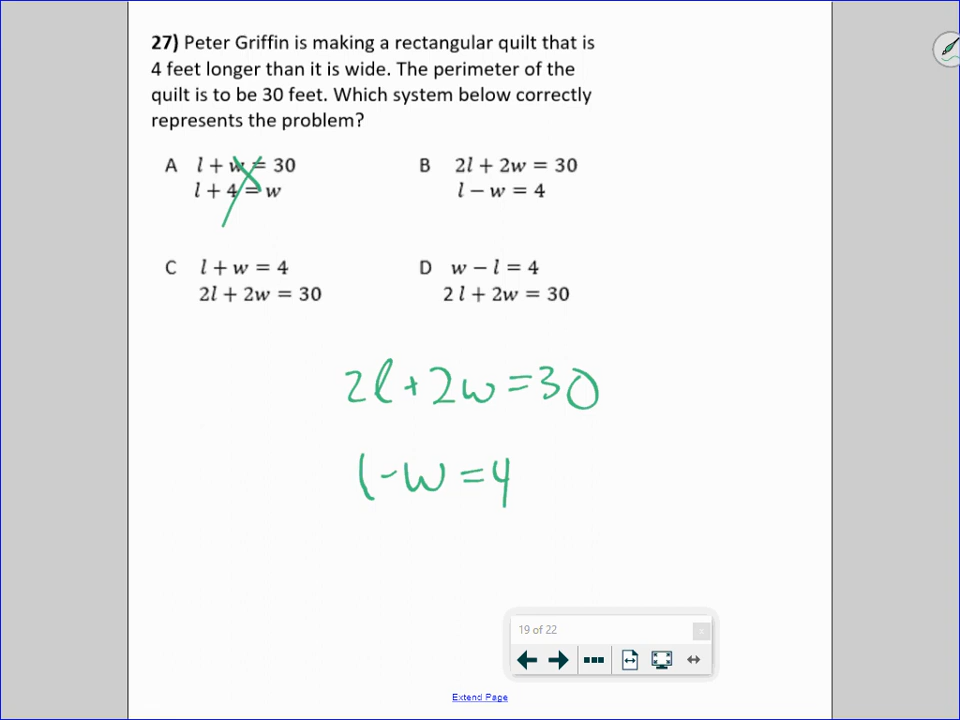 27) Peter Griffin is making a rectangular quilt that is
4 feet longer than it is wide. The perimeter of the
quilt is to be 30 feet. Which system below correctly
represents the problem?
A l + w = 30
l + 4 = w
B 2l + 2w = 30
l − w = 4
C l + w = 4
2l + 2w = 30
D w − l = 4
2 l + 2w = 30
2l+2w=30
l-w=4
19 of 22
Extend Page